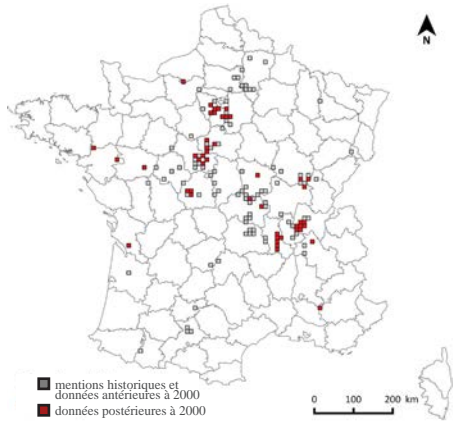 N
mentions historiques et
données antérieures à 2000
données postérieures à 2000
0 100 200 km